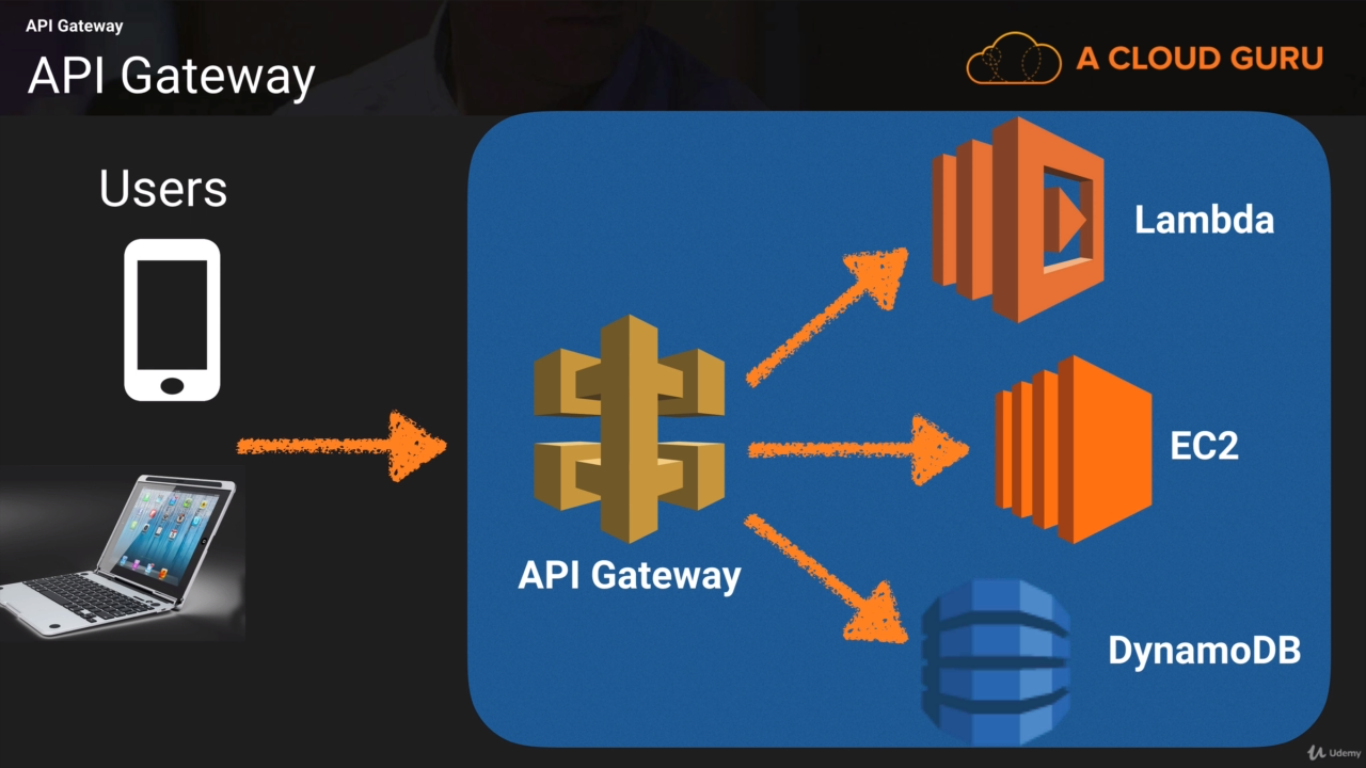 API Gateway
API Gateway
A CLOUD GURU
Users
Lambda
EC2
API Gateway
DynamoDB
Udemy